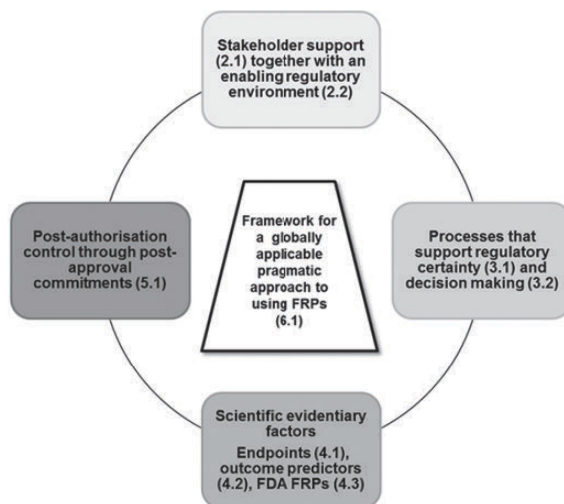 Stakeholder support
(2.1) together with an
enabling regulatory
environment (2.2)
Post-authorisation
control through post-
approval
commitments (5.1)
Framework for
a globally
applicable
pragmatic
approach to
using FRPs
(6.1)
Processes that
support regulatory
certainty (3.1) and
decision making (3.2)
Scientific evidentiary
factors
Endpoints (4.1),
outcome predictors
(4.2), FDA FRPs (4.3)